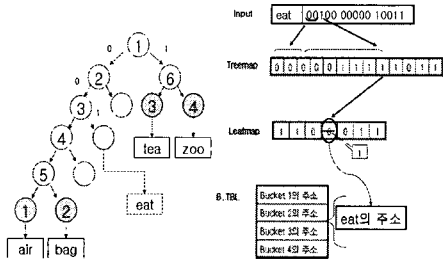 0 1 1
0 2 6
3 1 3 4
4 tea zoo
5 eat
1 2
air bag
Input eat 00100 00000 10011
Treemap 0 0 0 0 0 1 1 1 1 1 0 1 1
Leafmap 1 1 0 0 0 1 1
1
B_TBL
Bucket 1의 주소
Bucket 2의 주소
Bucket 3의 주소
Bucket 4의 주소
eat의 주소